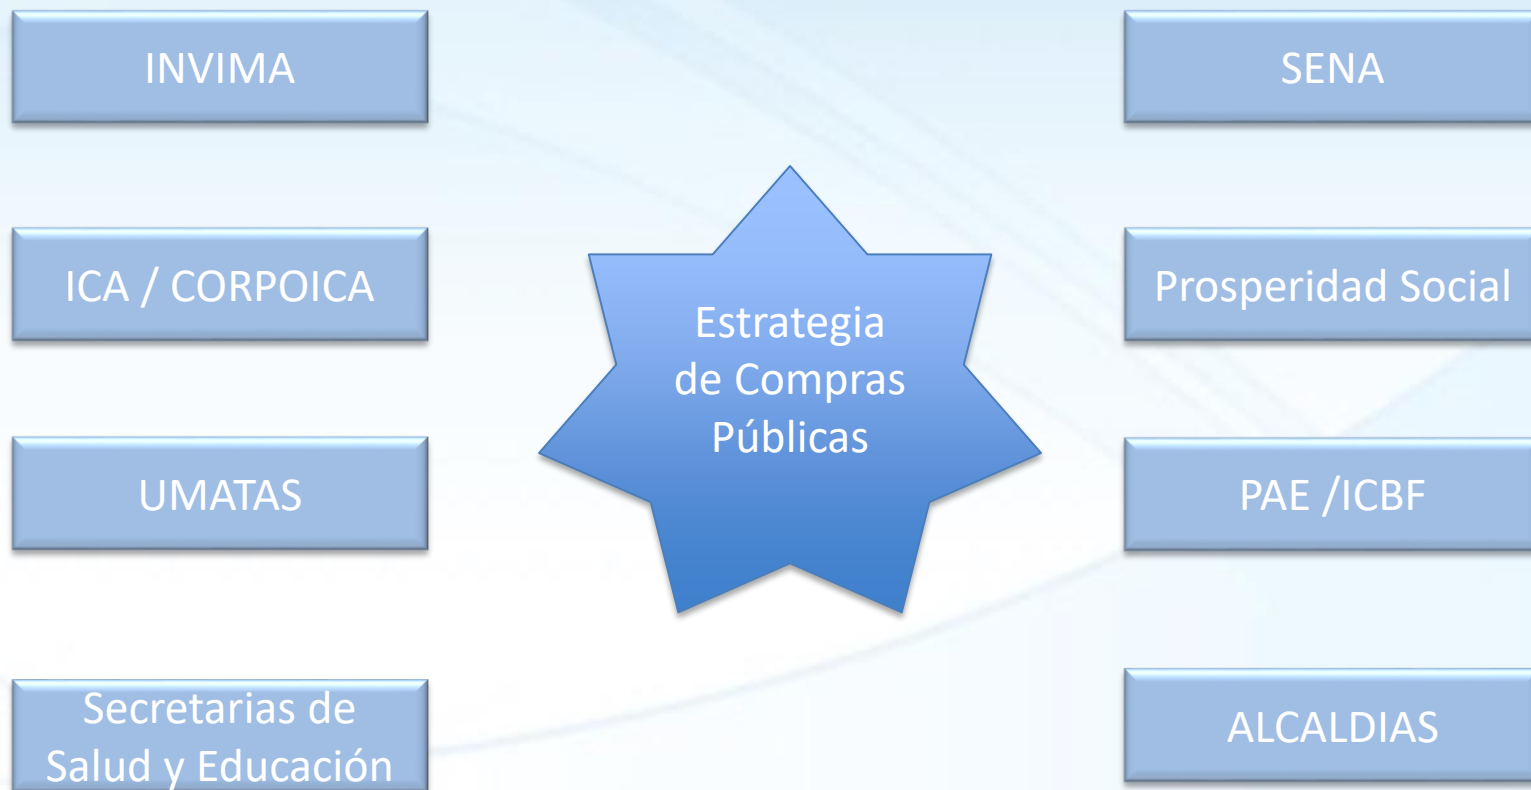 INVIMA
SENA
ICA / CORPOICA
Prosperidad Social
Estrategia
de Compras
Públicas
UMATAS
PAE /ICBF
Secretarias de
Salud y Educación
ALCALDIAS